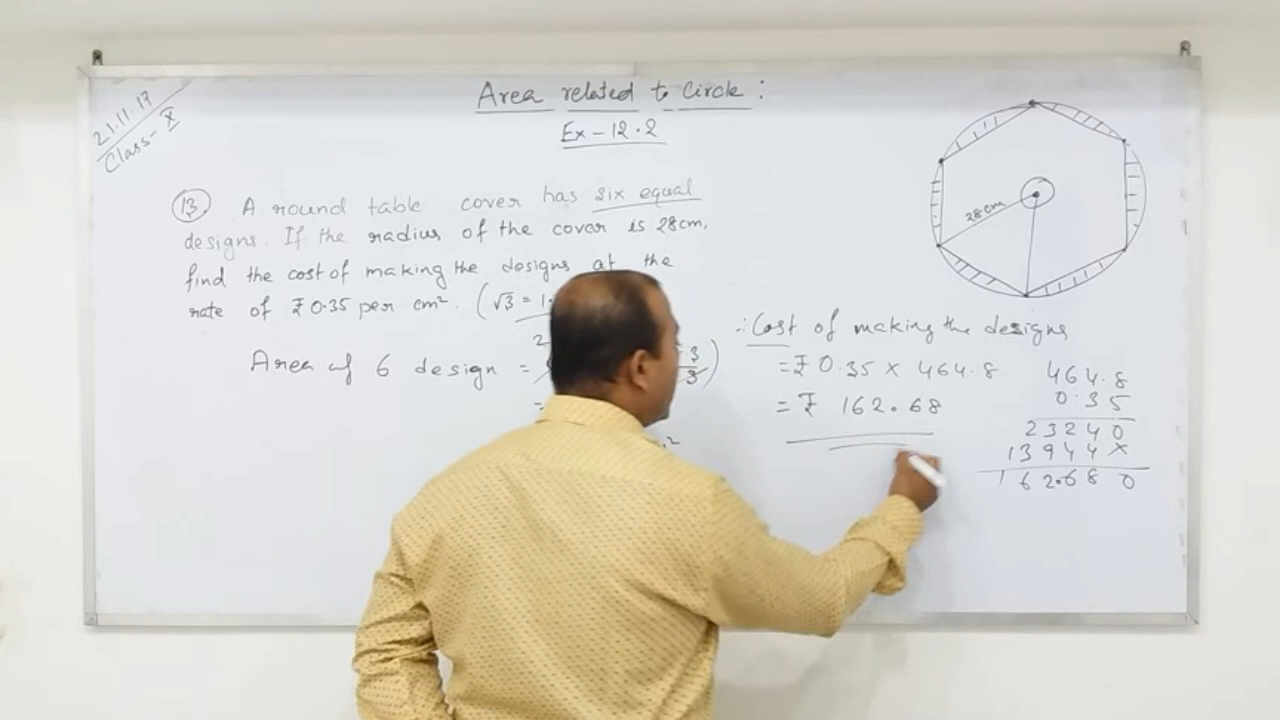 21.11.17
Class- X
Area related to Circle :
Ex-12.2
13. A round table cover has six equal
designs. If the radius of the cover is 28cm,
find the cost of making the designs at the
rate of ₹ 0.35 per cm². (√3 = 1.
Area of 6 design =
28cm
∴ Cost of making the designs
= ₹ 0.35 × 464.8
= ₹ 162.68
464.8
0.35
23240
13944×
162.680